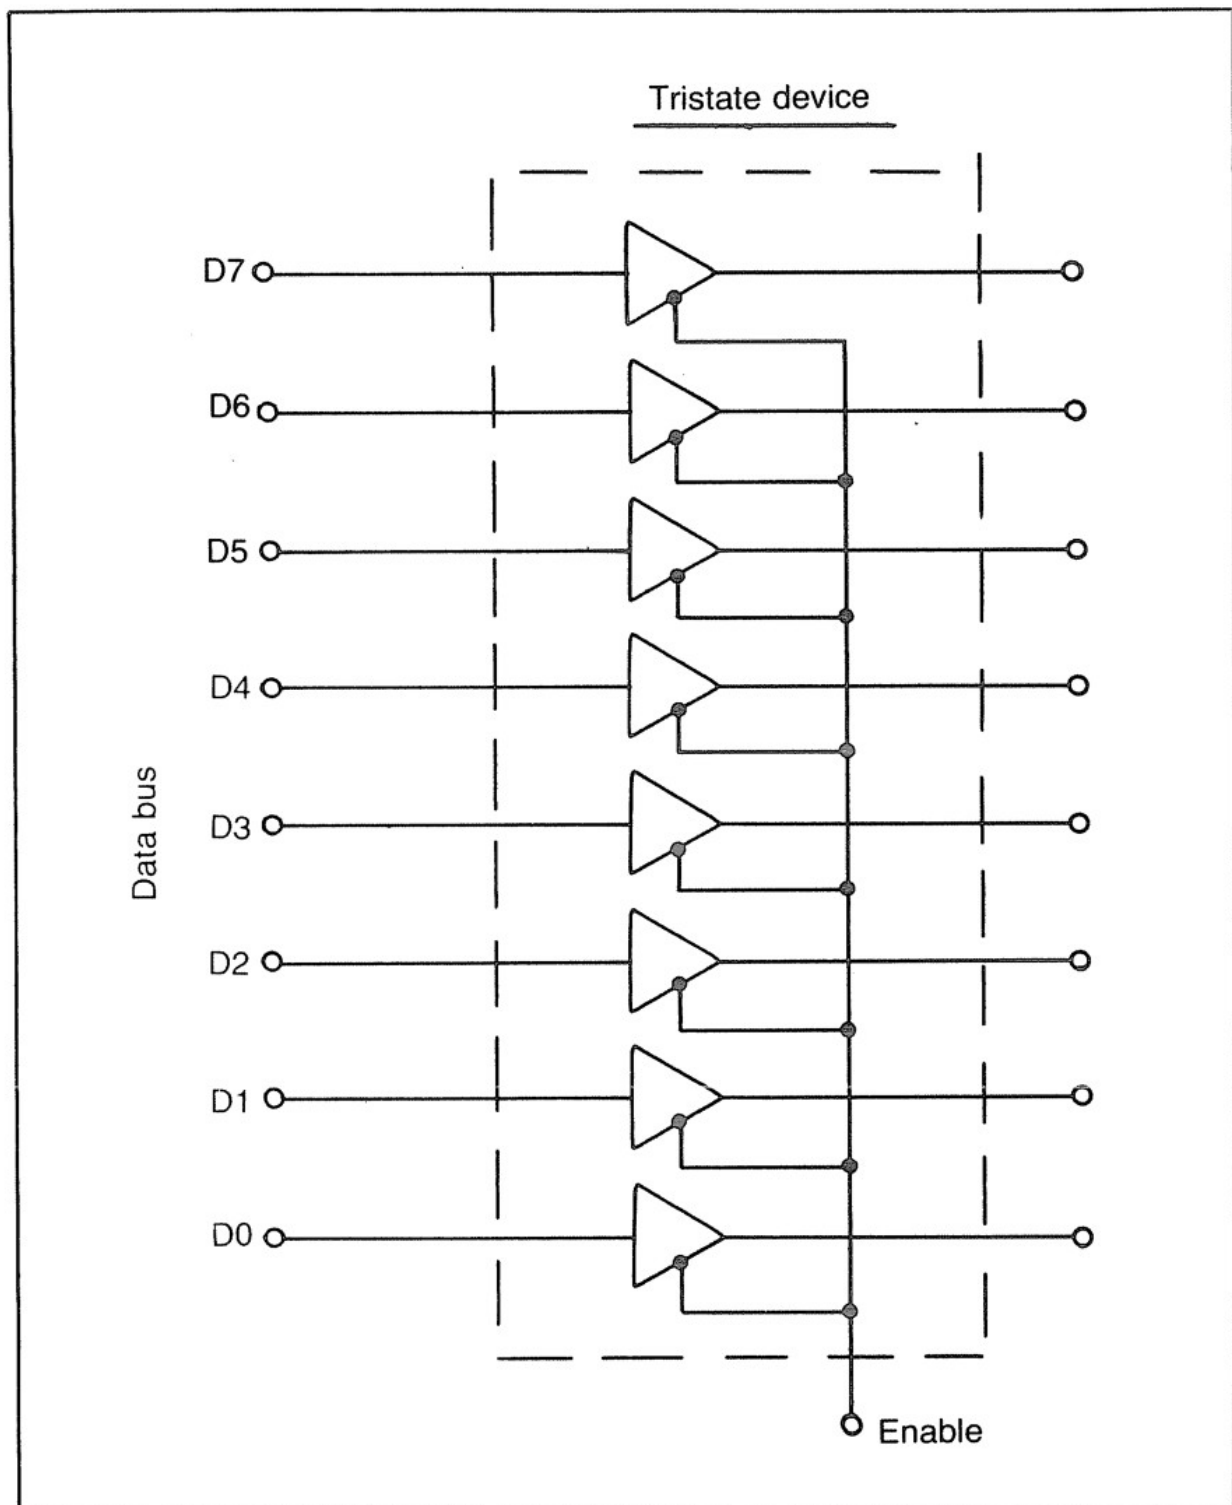 Tristate device
D7
D6
D5
D4
Data bus
D3
D2
D1
D0
Enable